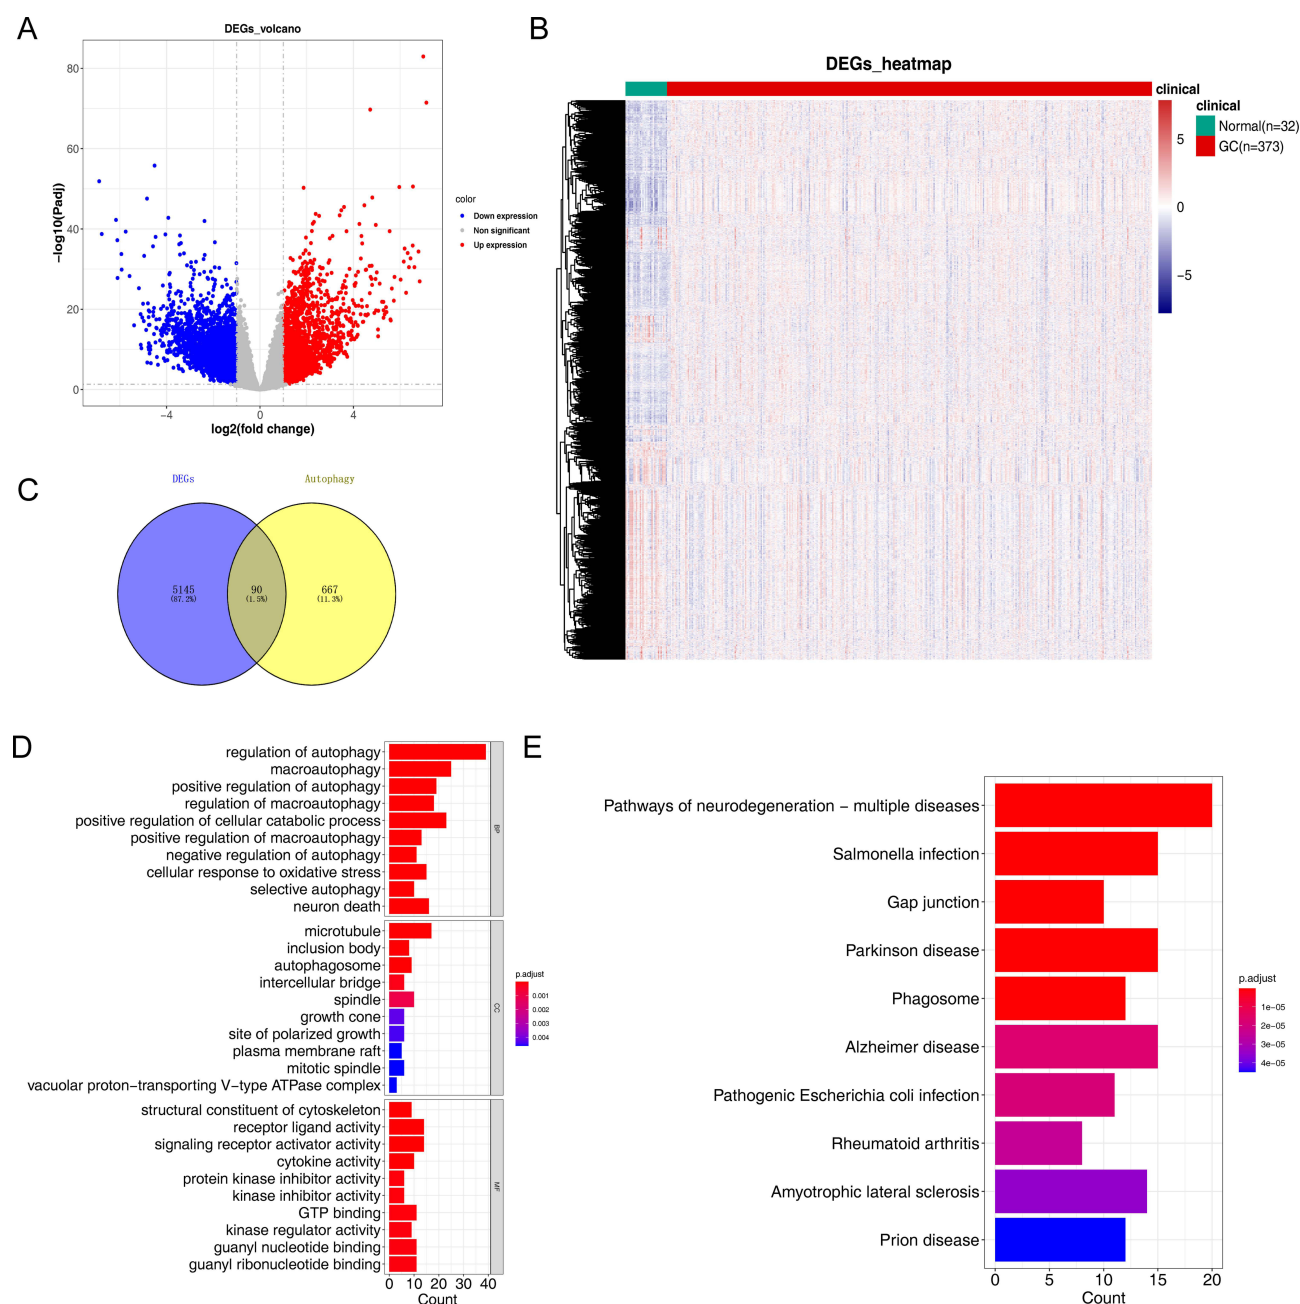 A
DEGs_volcano
−log10(Padj)
80
60
40
20
0
−4
0
4
log2(fold change)
color
Down expression
Non significant
Up expression
B
DEGs_heatmap
clinical
5
0
−5
clinical
Normal(n=32)
GC(n=373)
C
DEGs
Autophagy
5145
(87.2%)
90
(1.5%)
667
(11.3%)
D
regulation of autophagy
macroautophagy
positive regulation of autophagy
regulation of macroautophagy
positive regulation of cellular catabolic process
positive regulation of macroautophagy
negative regulation of autophagy
cellular response to oxidative stress
selective autophagy
neuron death
BP
microtubule
inclusion body
autophagosome
intercellular bridge
spindle
growth cone
site of polarized growth
plasma membrane raft
mitotic spindle
vacuolar proton−transporting V−type ATPase complex
CC
structural constituent of cytoskeleton
receptor ligand activity
signaling receptor activator activity
cytokine activity
protein kinase inhibitor activity
kinase inhibitor activity
GTP binding
kinase regulator activity
guanyl nucleotide binding
guanyl ribonucleotide binding
MF
0 10 20 30 40
Count
p.adjust
0.001
0.002
0.003
0.004
E
Pathways of neurodegeneration − multiple diseases
Salmonella infection
Gap junction
Parkinson disease
Phagosome
Alzheimer disease
Pathogenic Escherichia coli infection
Rheumatoid arthritis
Amyotrophic lateral sclerosis
Prion disease
0 5 10 15 20
Count
p.adjust
1e−05
2e−05
3e−05
4e−05